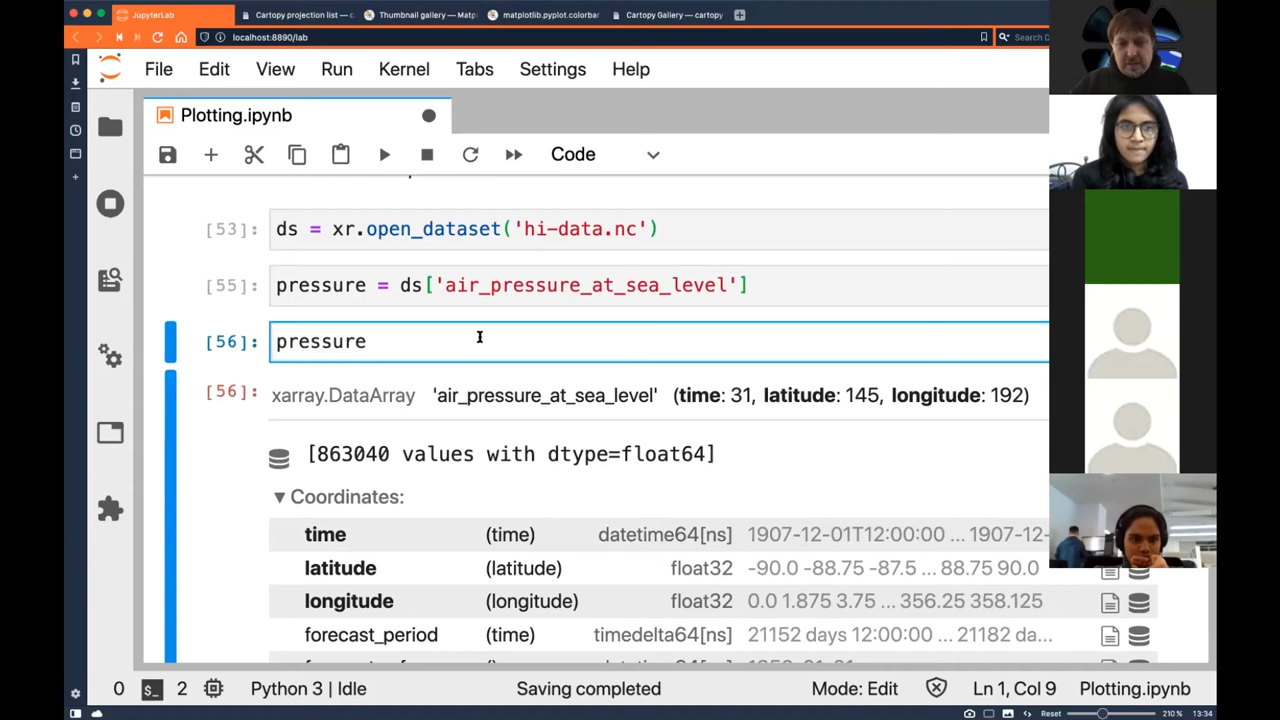 JupyterLab
Cartopy projection list — c
Thumbnail gallery — Matp
matplotlib.pyplot.colorbar
Cartopy Gallery — cartopy
localhost:8890/lab
Search D
File Edit View Run Kernel Tabs Settings Help
Plotting.ipynb
Code
[53]: ds = xr.open_dataset('hi-data.nc')
[55]: pressure = ds['air_pressure_at_sea_level']
[56]: pressure
[56]: xarray.DataArray 'air_pressure_at_sea_level' (time: 31, latitude: 145, longitude: 192)
[863040 values with dtype=float64]
▼ Coordinates:
time (time) datetime64[ns] 1907-12-01T12:00:00 ... 1907-12-
latitude (latitude) float32 -90.0 -88.75 -87.5 ... 88.75 90.0
longitude (longitude) float32 0.0 1.875 3.75 ... 356.25 358.125
forecast_period (time) timedelta64[ns] 21152 days 12:00:00 ... 21182 da...
0 2 Python 3 | Idle Saving completed Mode: Edit Ln 1, Col 9 Plotting.ipynb
Reset 210 % 13:34